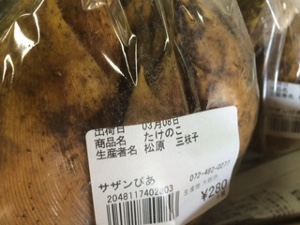 出荷日 03月08日
商品名 たけのこ
生産者名 松原 三枝子
サザンぴあ
2048117402803
¥280